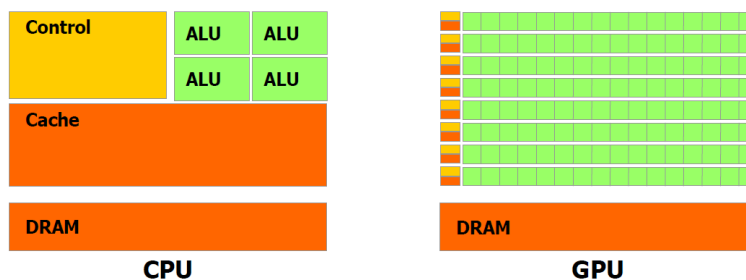 Control
ALU
ALU
ALU
ALU
Cache
DRAM
CPU
DRAM
GPU